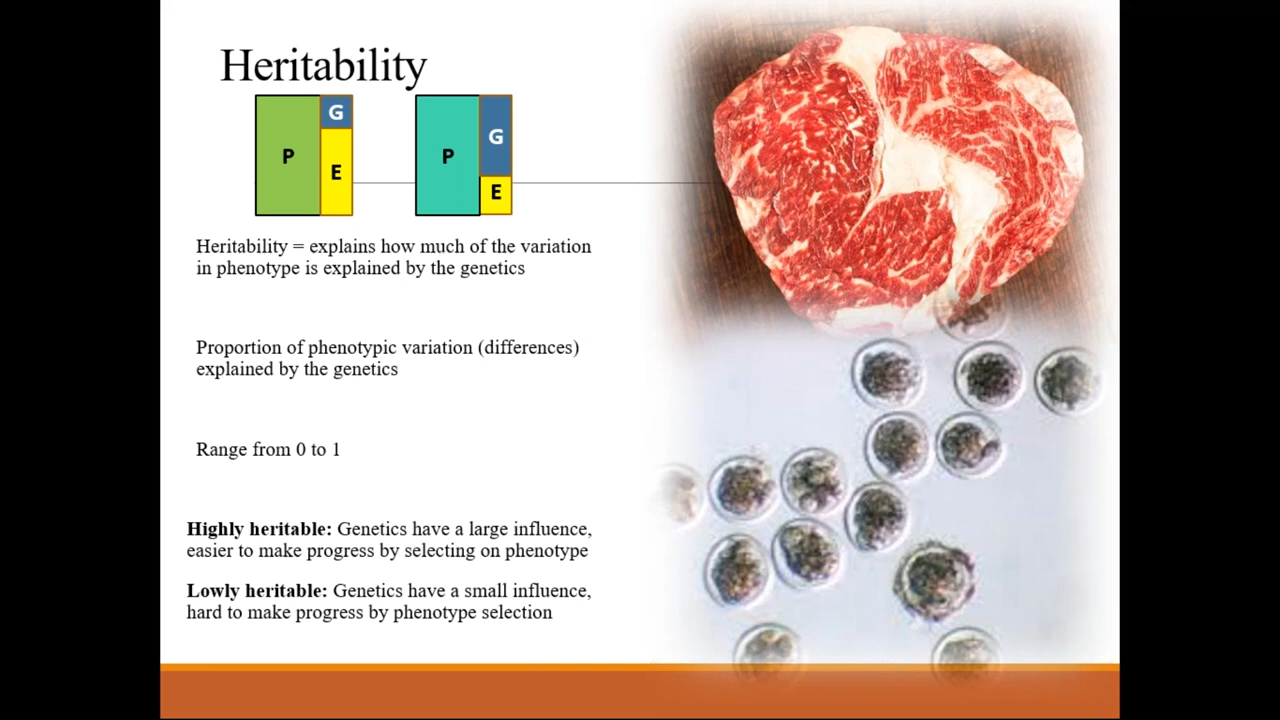 Heritability
P
G
E
P
G
E
Heritability = explains how much of the variation
in phenotype is explained by the genetics
Proportion of phenotypic variation (differences)
explained by the genetics
Range from 0 to 1
Highly heritable: Genetics have a large influence,
easier to make progress by selecting on phenotype
Lowly heritable: Genetics have a small influence,
hard to make progress by phenotype selection